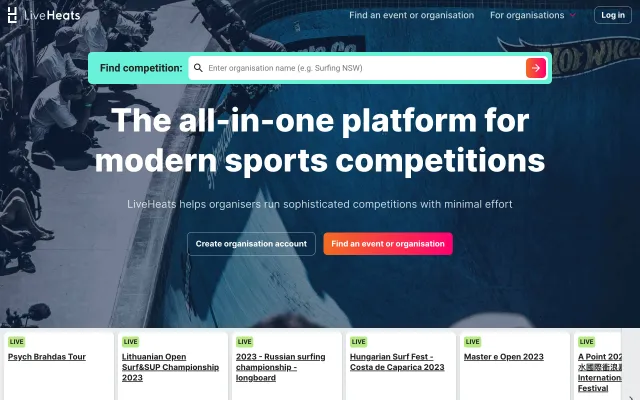 LiveHeats
Find an event or organisation
For organisations
Log in
Find competition:
Enter organisation name (e.g. Surfing NSW)
The all-in-one platform for
modern sports competitions
LiveHeats helps organisers run sophisticated competitions with minimal effort
Create organisation account
Find an event or organisation
LIVE
Psych Brahdas Tour
LIVE
Lithuanian Open
Surf&SUP Championship
2023
LIVE
2023 - Russian surfing
championship -
longboard
LIVE
Hungarian Surf Fest -
Costa de Caparica 2023
LIVE
Master e Open 2023
LIVE
A Point 202
水國際衝浪
Internation
Festival